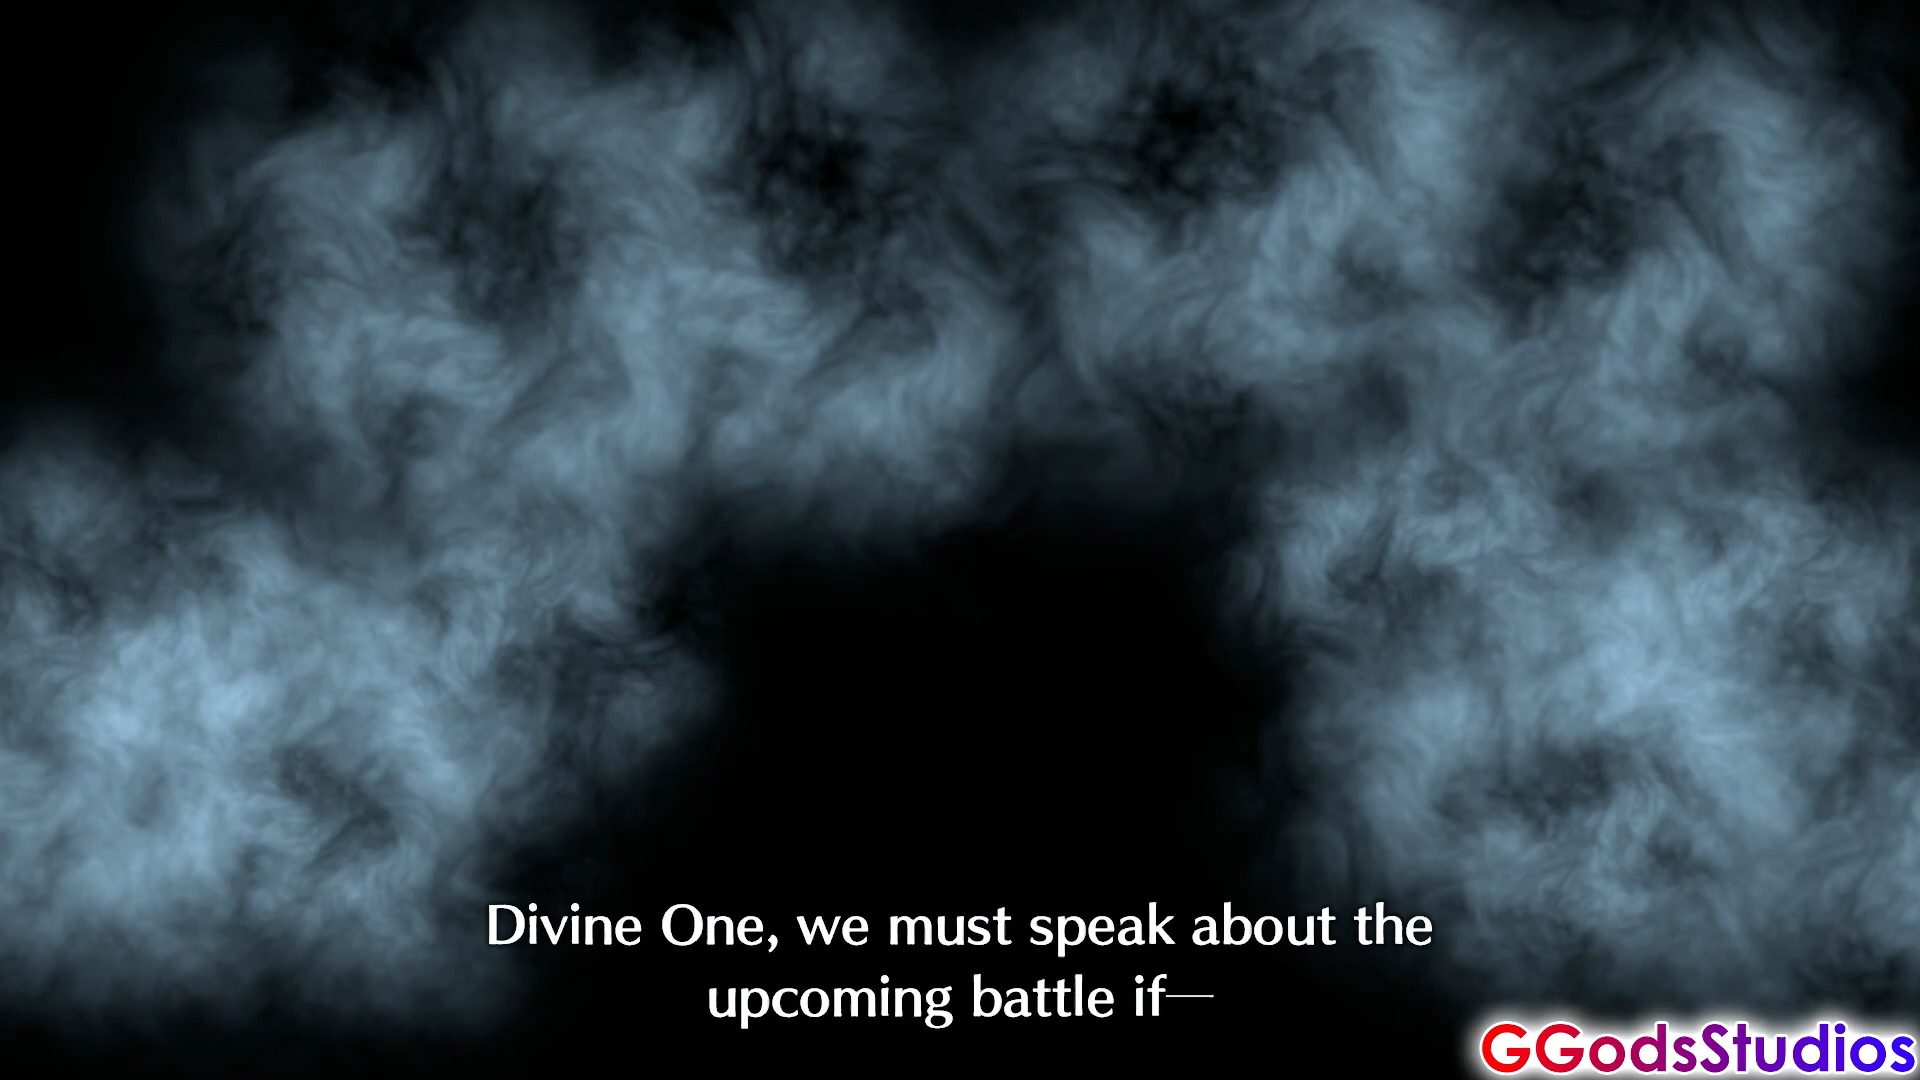 Divine One, we must speak about the
upcoming battle if—
GGodsStudios